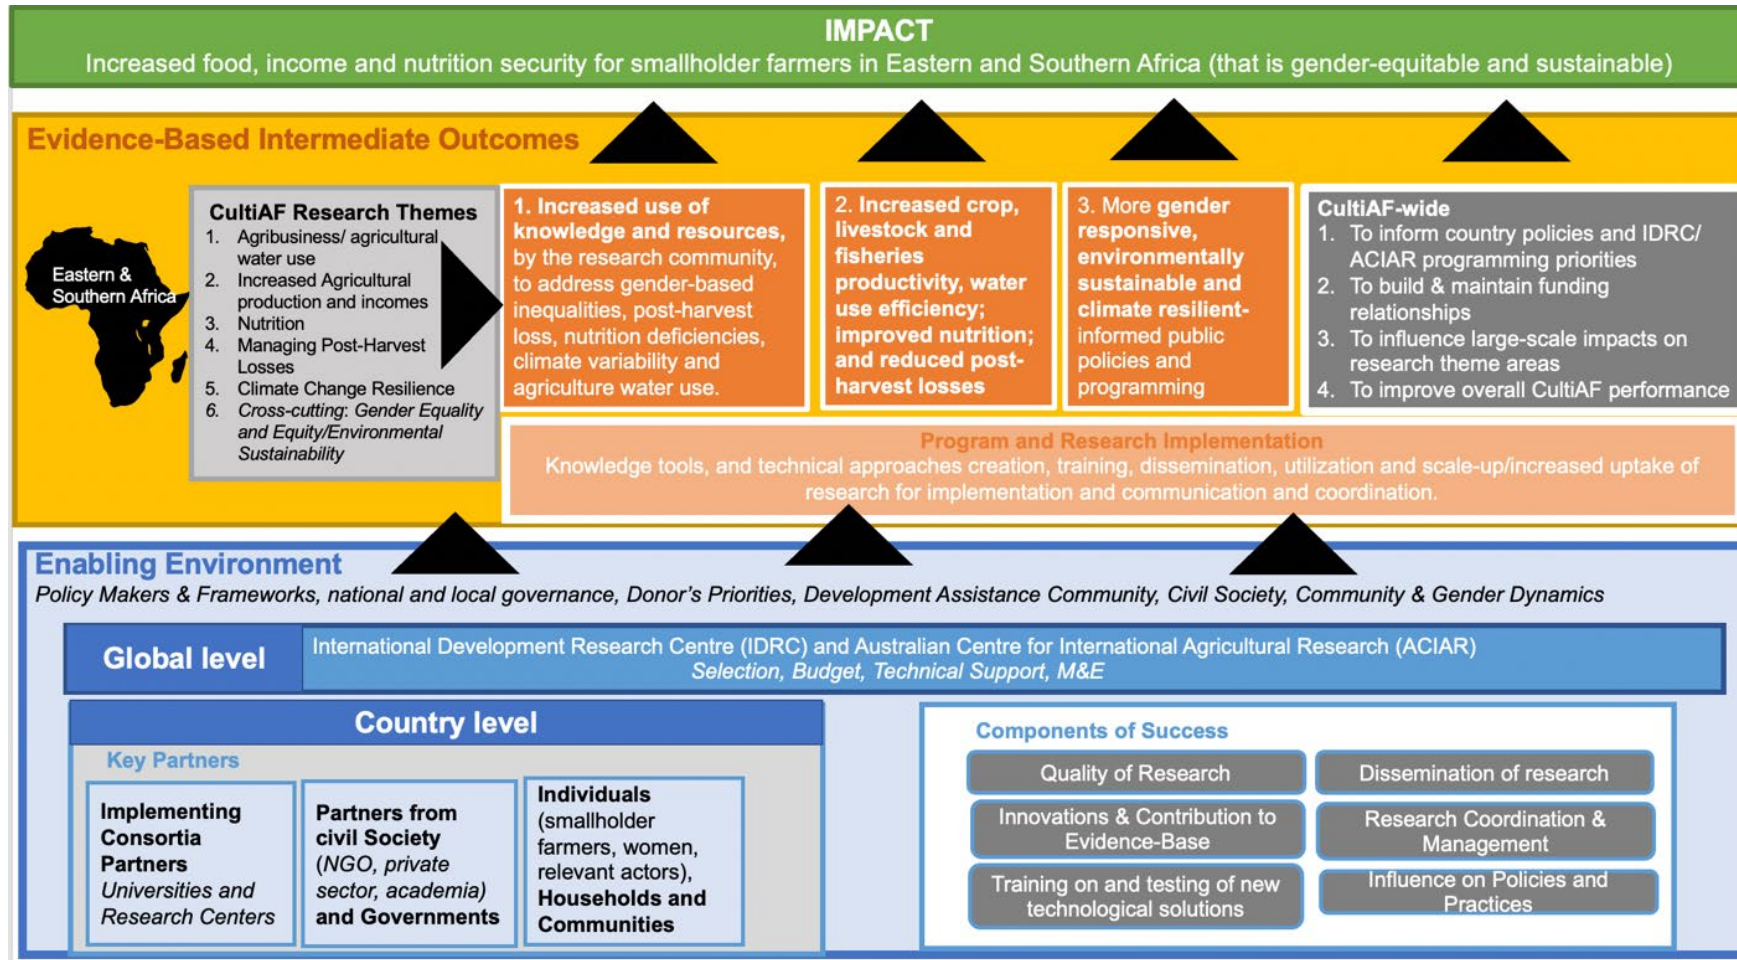 IMPACT
Increased food, income and nutrition security for smallholder farmers in Eastern and Southern Africa (that is gender-equitable and sustainable)
Evidence-Based Intermediate Outcomes
Eastern &
Southern Africa
CultiAF Research Themes
1. Agribusiness/ agricultural
water use
2. Increased Agricultural
production and incomes
3. Nutrition
4. Managing Post-Harvest
Losses
5. Climate Change Resilience
6. Cross-cutting: Gender Equality
and Equity/Environmental
Sustainability
1. Increased use of
knowledge and resources,
by the research community,
to address gender-based
inequalities, post-harvest
loss, nutrition deficiencies,
climate variability and
agriculture water use.
2. Increased crop,
livestock and
fisheries
productivity, water
use efficiency;
improved nutrition;
and reduced post-
harvest losses
3. More gender
responsive,
environmentally
sustainable and
climate resilient-
informed public
policies and
programming
CultiAF-wide
1. To inform country policies and IDRC/
ACIAR programming priorities
2. To build & maintain funding
relationships
3. To influence large-scale impacts on
research theme areas
4. To improve overall CultiAF performance
Program and Research Implementation
Knowledge tools, and technical approaches creation, training, dissemination, utilization and scale-up/increased uptake of
research for implementation and communication and coordination.
Enabling Environment
Policy Makers & Frameworks, national and local governance, Donor's Priorities, Development Assistance Community, Civil Society, Community & Gender Dynamics
Global level
International Development Research Centre (IDRC) and Australian Centre for International Agricultural Research (ACIAR)
Selection, Budget, Technical Support, M&E
Country level
Key Partners
Implementing
Consortia
Partners
Universities and
Research Centers
Partners from
civil Society
(NGO, private
sector, academia)
and Governments
Individuals
(smallholder
farmers, women,
relevant actors),
Households and
Communities
Components of Success
Quality of Research
Dissemination of research
Innovations & Contribution to
Evidence-Base
Research Coordination &
Management
Training on and testing of new
technological solutions
Influence on Policies and
Practices